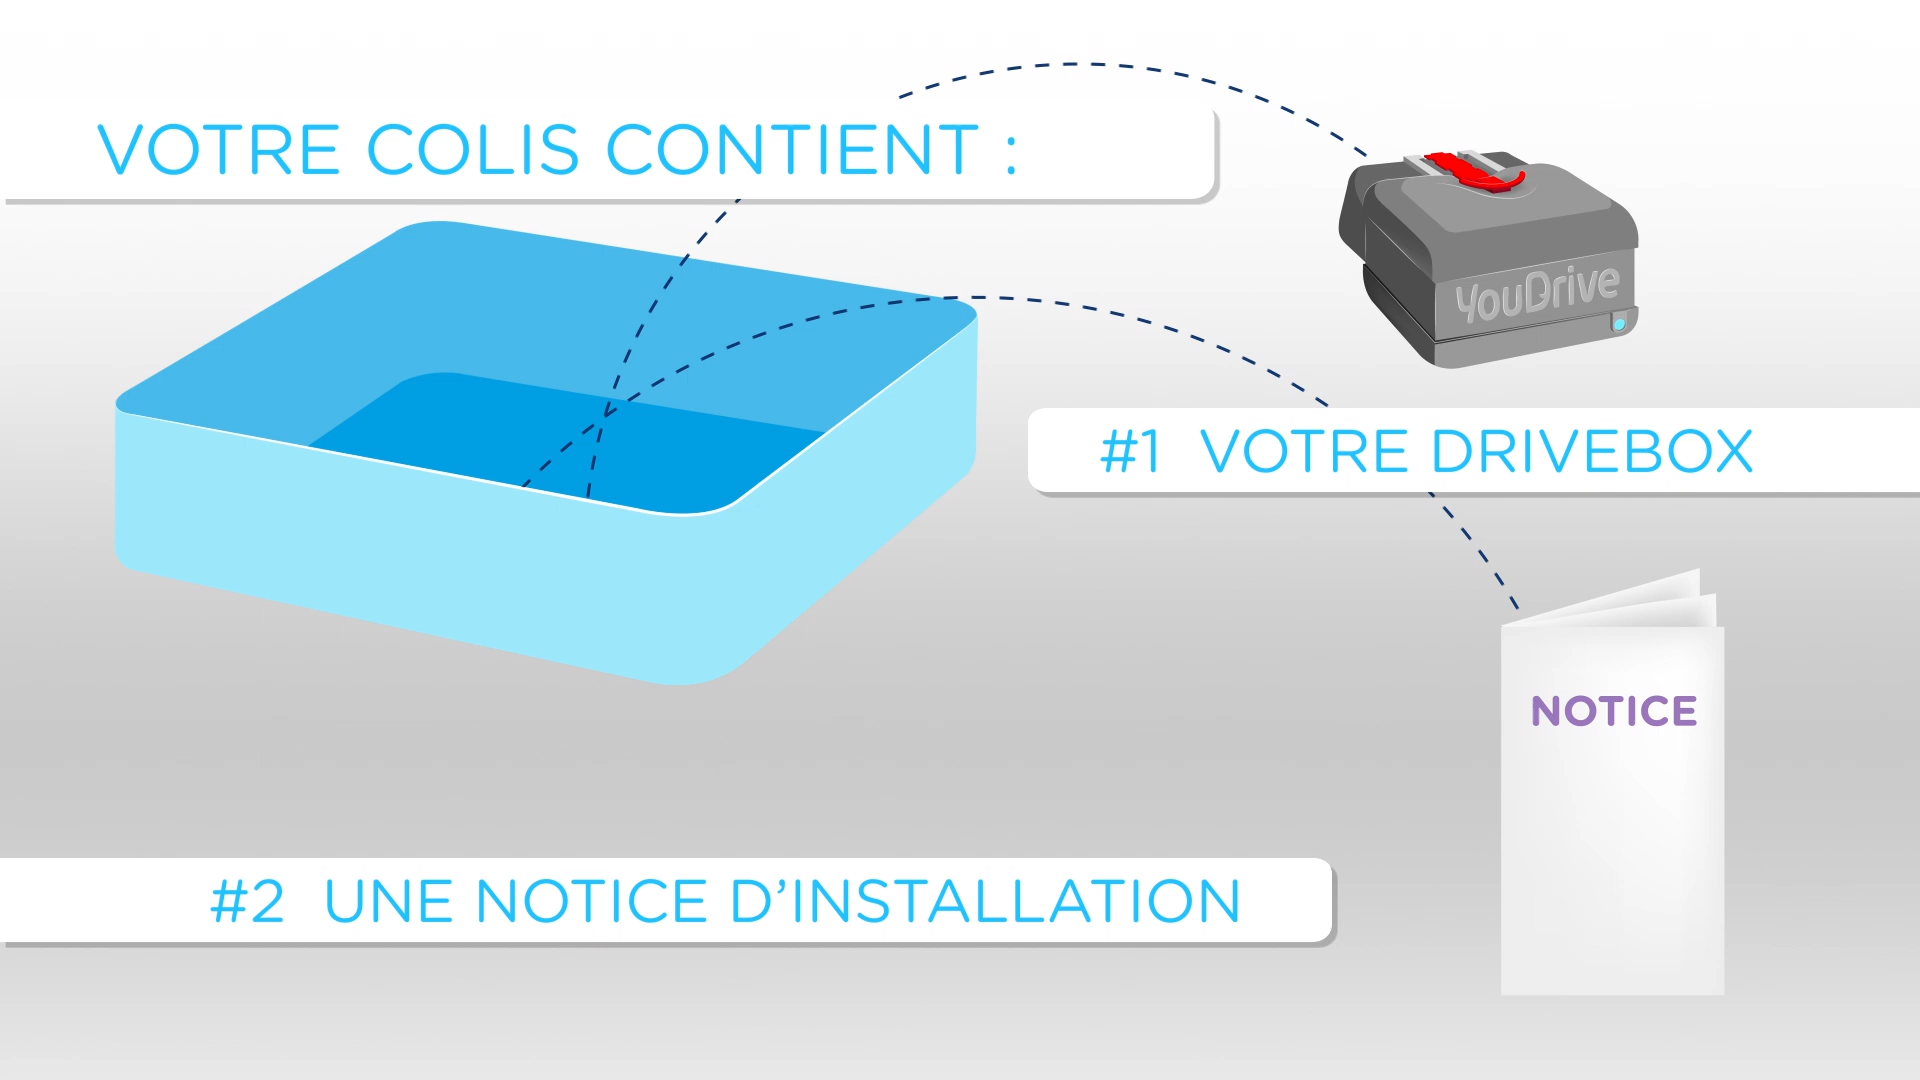 VOTRE COLIS CONTIENT :
YouDrive
#1 VOTRE DRIVEBOX
NOTICE
#2 UNE NOTICE D’INSTALLATION